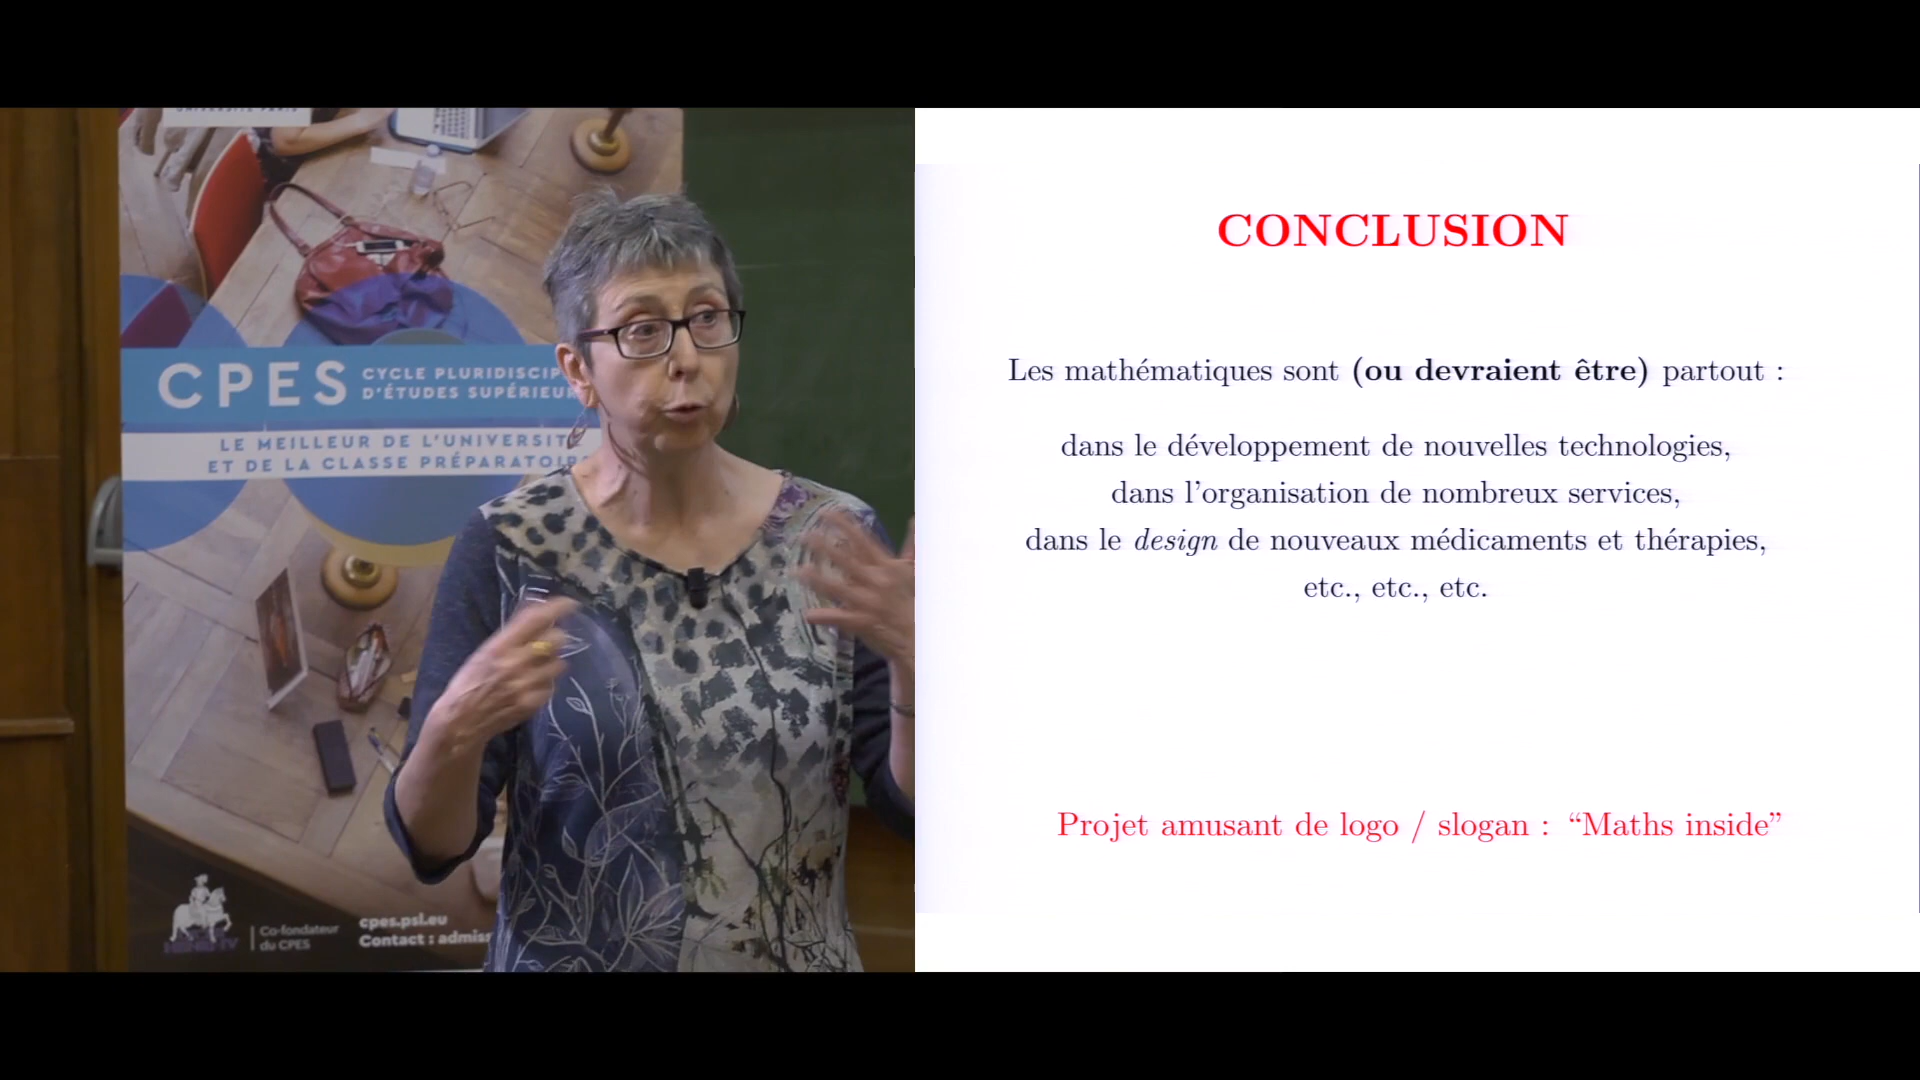 CPES
CYCLE PLURIDISCIP
D'ÉTUDES SUPÉRIEUR
LE MEILLEUR DE L'UNIVERSITÉ
ET DE LA CLASSE PRÉPARATOIRE
Co-fondateur
du CPES
cpes.psl.eu
Contact : admiss
CONCLUSION
Les mathématiques sont (ou devraient être) partout :
dans le développement de nouvelles technologies,
dans l'organisation de nombreux services,
dans le design de nouveaux médicaments et thérapies,
etc., etc., etc.
Projet amusant de logo / slogan : “Maths inside”